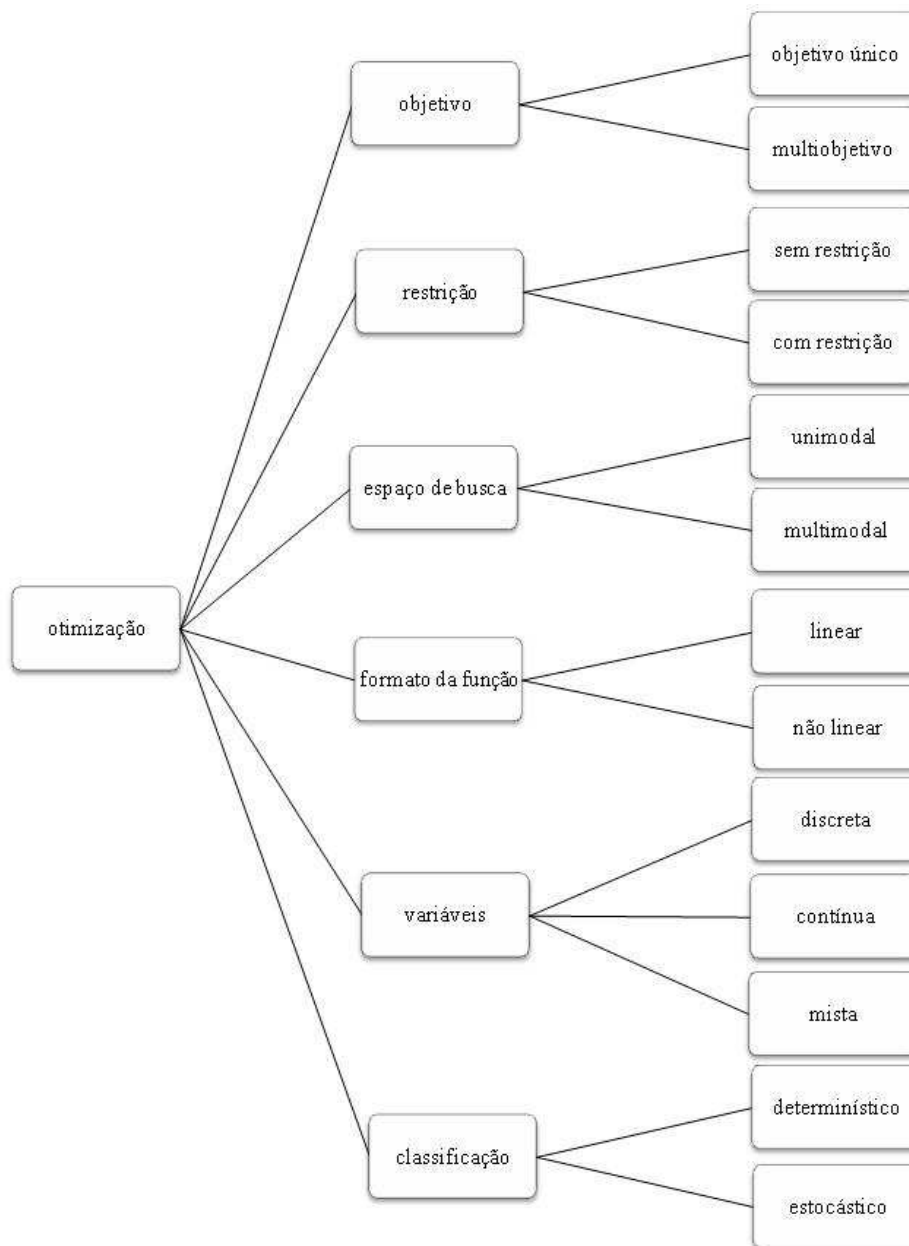 objetivo único
objetivo
multiobjetivo
sem restrição
restrição
com restrição
unimodal
espaço de busca
multimodal
otimização
linear
formato da função
não linear
discreta
variáveis
contínua
mista
determinístico
classificação
estocástico